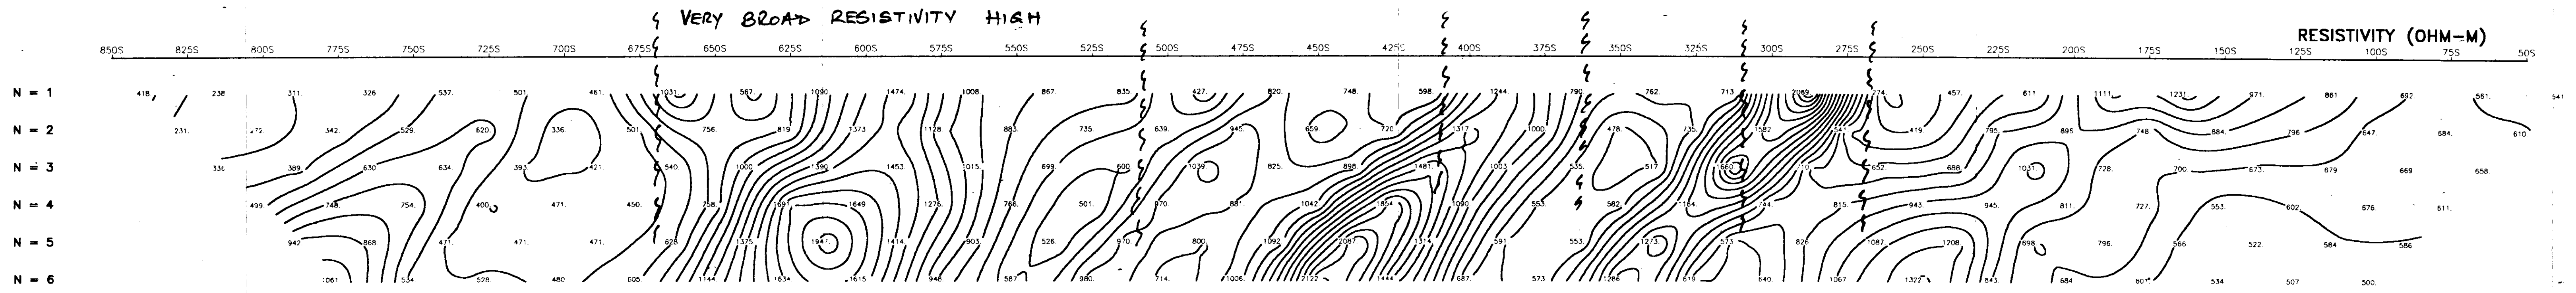 VERY BROAD RESISTIVITY HIGH
RESISTIVITY (OHM-M)
850S 825S 800S 775S 750S 725S 700S 675S 650S 625S 600S 575S 550S 525S 500S 475S 450S 425S 400S 375S 350S 325S 300S 275S 250S 225S 200S 175S 150S 125S 100S 75S 50S
N = 1 418. 238 311. 326 537. 501 461. 1031 567. 1090 1474. 1008 867. 835. 427. 820. 748 598. 1244. 790 762. 713. 2069. 274. 457. 611 1111. 1231. 971. 861 692 561. 541.
N = 2 231. 342. 529. 620. 336. 501. 756. 819 1373 1128. 883. 735. 639. 945. 659 720. 1317. 1000. 478. 735. 1582 541. 419 795. 896. 748 884. 796 647. 684. 610.
N = 3 336 389. 630 634 393. 421. 540 1000. 1390 1453. 1015. 699. 600 1039 825. 898 1481. 1003 535. 517. 1660. 710. 652. 688 1031. 728. 700. 673. 679 669 658.
N = 4 499. 748. 754. 400. 471. 450. 758. 1691. 1649 1276. 766. 501. 970. 881. 1042 1854. 1090 553. 582. 1164. 744. 815. 943. 945. 811. 727. 553. 602 676. 611.
N = 5 942. 868. 471. 471. 471. 628 1375. 1947. 1414. 903. 526. 970. 800. 1092 2087 1314. 591. 553. 1273. 573. 826 1087. 1208 698. 796. 566 522 584 586
N = 6 1061. 534. 528 480 605. 1144. 1634 1615 948. 587. 980. 714. 1006. 2122 1444. 687. 573. 1286 619. 640. 1067 1322. 843. 684 601. 534. 507 500.